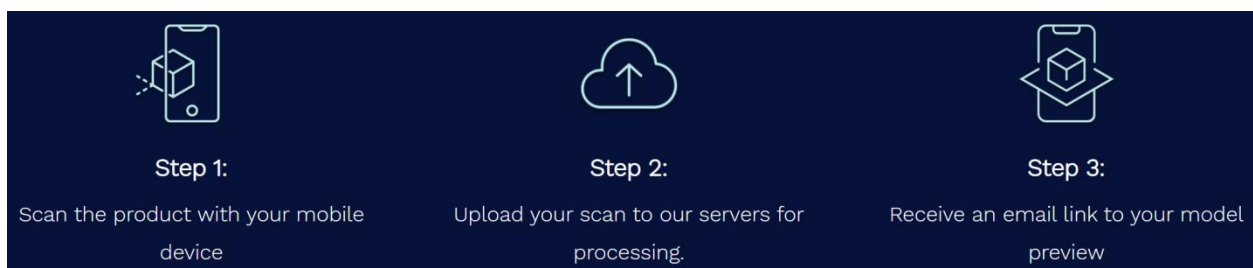 Step 1:
Scan the product with your mobile
device
Step 2:
Upload your scan to our servers for
processing.
Step 3:
Receive an email link to your model
preview